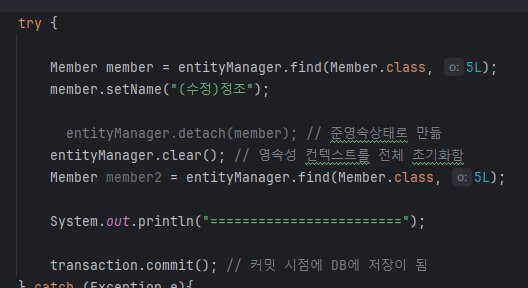 try {
Member member = entityManager.find(Member.class, o: 5L);
member.setName("(수정)정조");
entityManager.detach(member); // 준영속상태로 만듦
entityManager.clear(); // 영속성 컨텍스트를 전체 초기화함
Member member2 = entityManager.find(Member.class, o: 5L);
System.out.println("========================");
transaction.commit(); // 커밋 시점에 DB에 저장이 됨
} catch (Exception e){